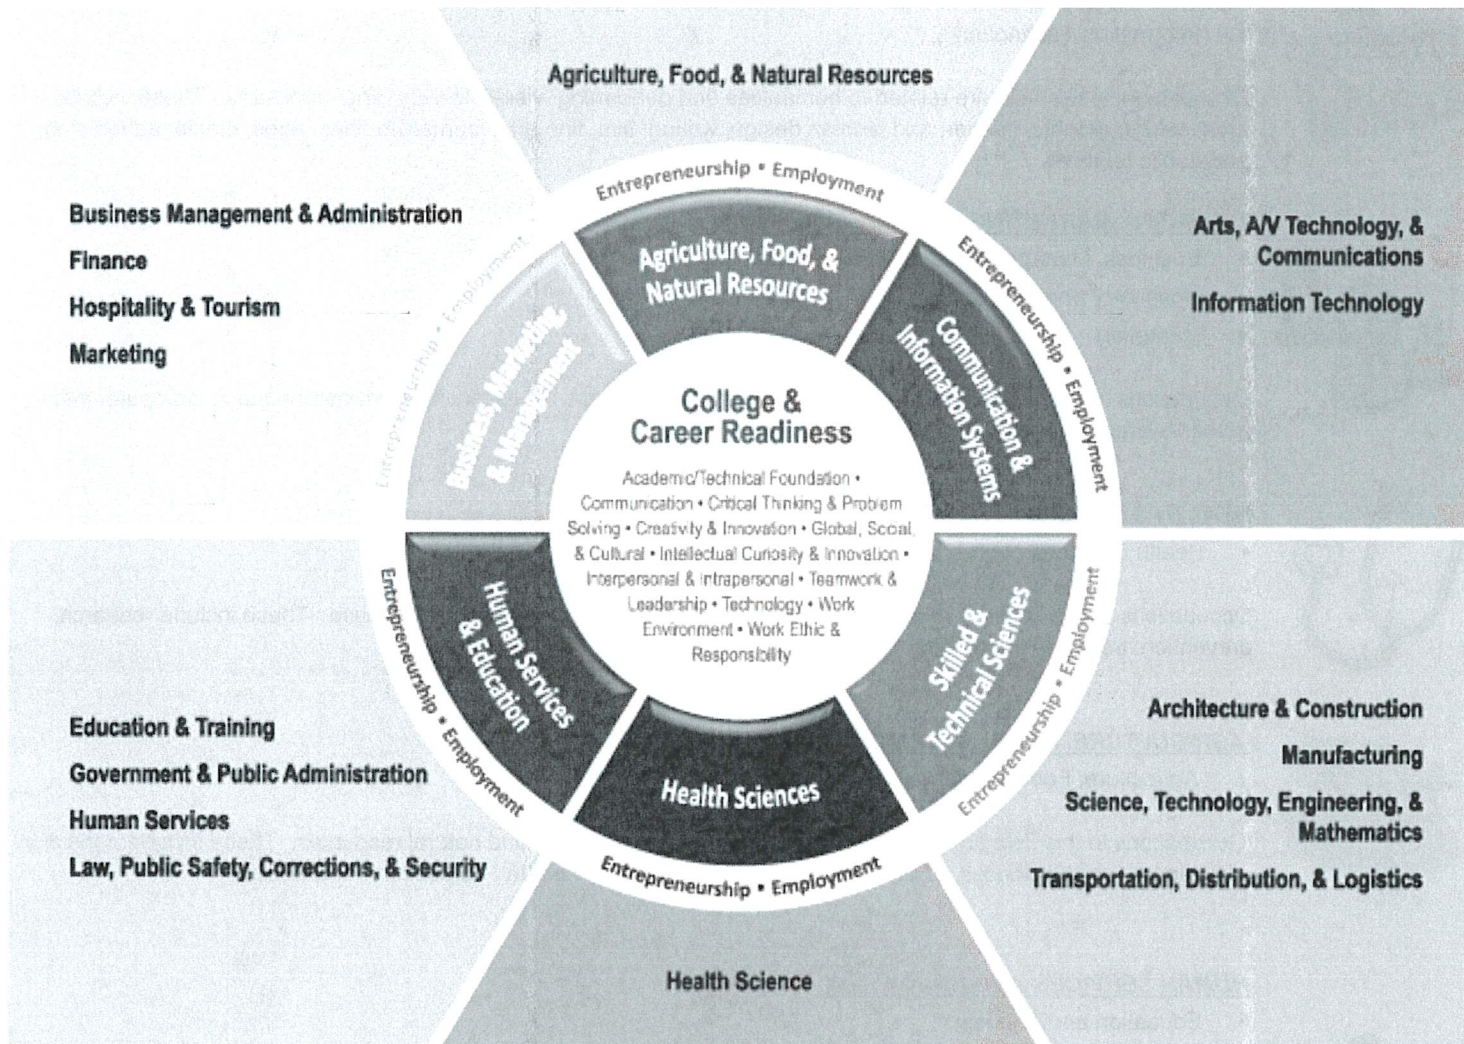 Agriculture, Food, & Natural Resources
Entrepreneurship • Employment
Agriculture, Food, &
Natural Resources
Business Management & Administration
Finance
Hospitality & Tourism
Marketing
Entrepreneurship • Employment
Business, Marketing,
& Management
Arts, A/V Technology, &
Communications
Information Technology
Entrepreneurship • Employment
Communication &
Information Systems
College &
Career Readiness
Academic/Technical Foundation •
Communication • Critical Thinking & Problem
Solving • Creativity & Innovation • Global, Social,
& Cultural • Intellectual Curiosity & Innovation •
Interpersonal & Intrapersonal • Teamwork &
Leadership • Technology • Work
Environment • Work Ethic &
Responsibility
Human Services
& Education
Entrepreneurship • Employment
Education & Training
Government & Public Administration
Human Services
Law, Public Safety, Corrections, & Security
Skilled &
Technical Sciences
Entrepreneurship • Employment
Architecture & Construction
Manufacturing
Science, Technology, Engineering, &
Mathematics
Transportation, Distribution, & Logistics
Health Sciences
Entrepreneurship • Employment
Health Science